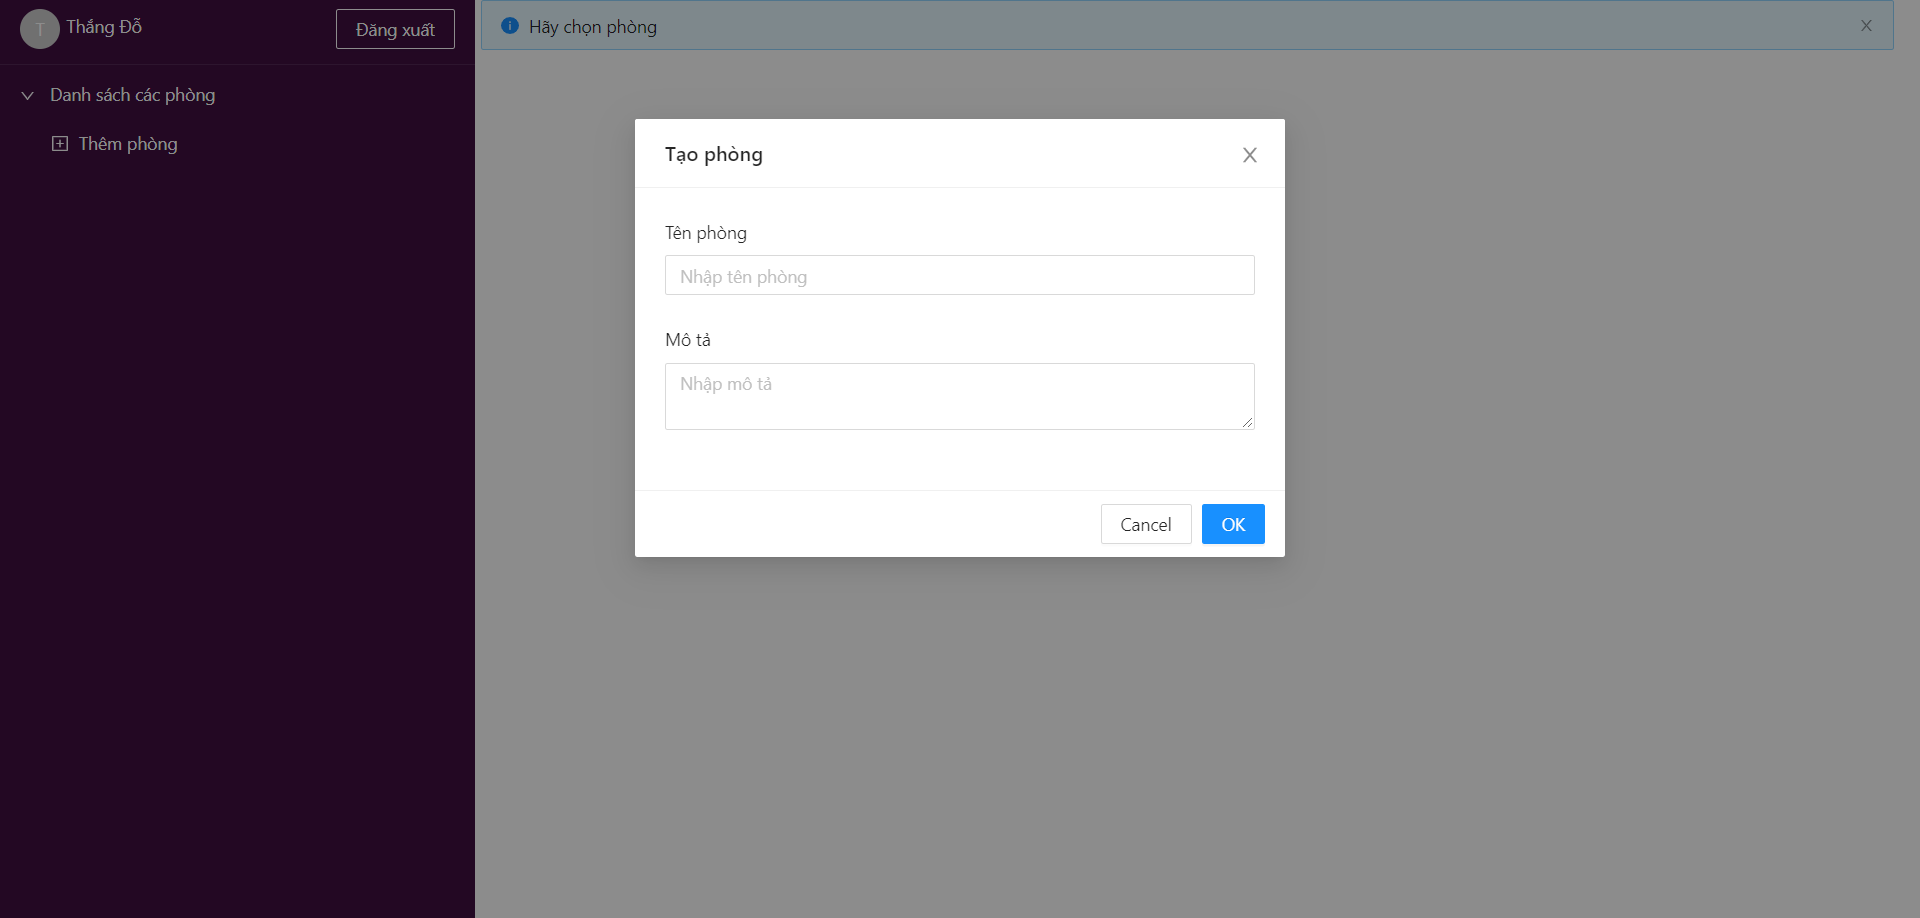 T
Thắng Đỗ
Đăng xuất
Danh sách các phòng
Thêm phòng
Hãy chọn phòng
Tạo phòng
Tên phòng
Nhập tên phòng
Mô tả
Nhập mô tả
Cancel
OK